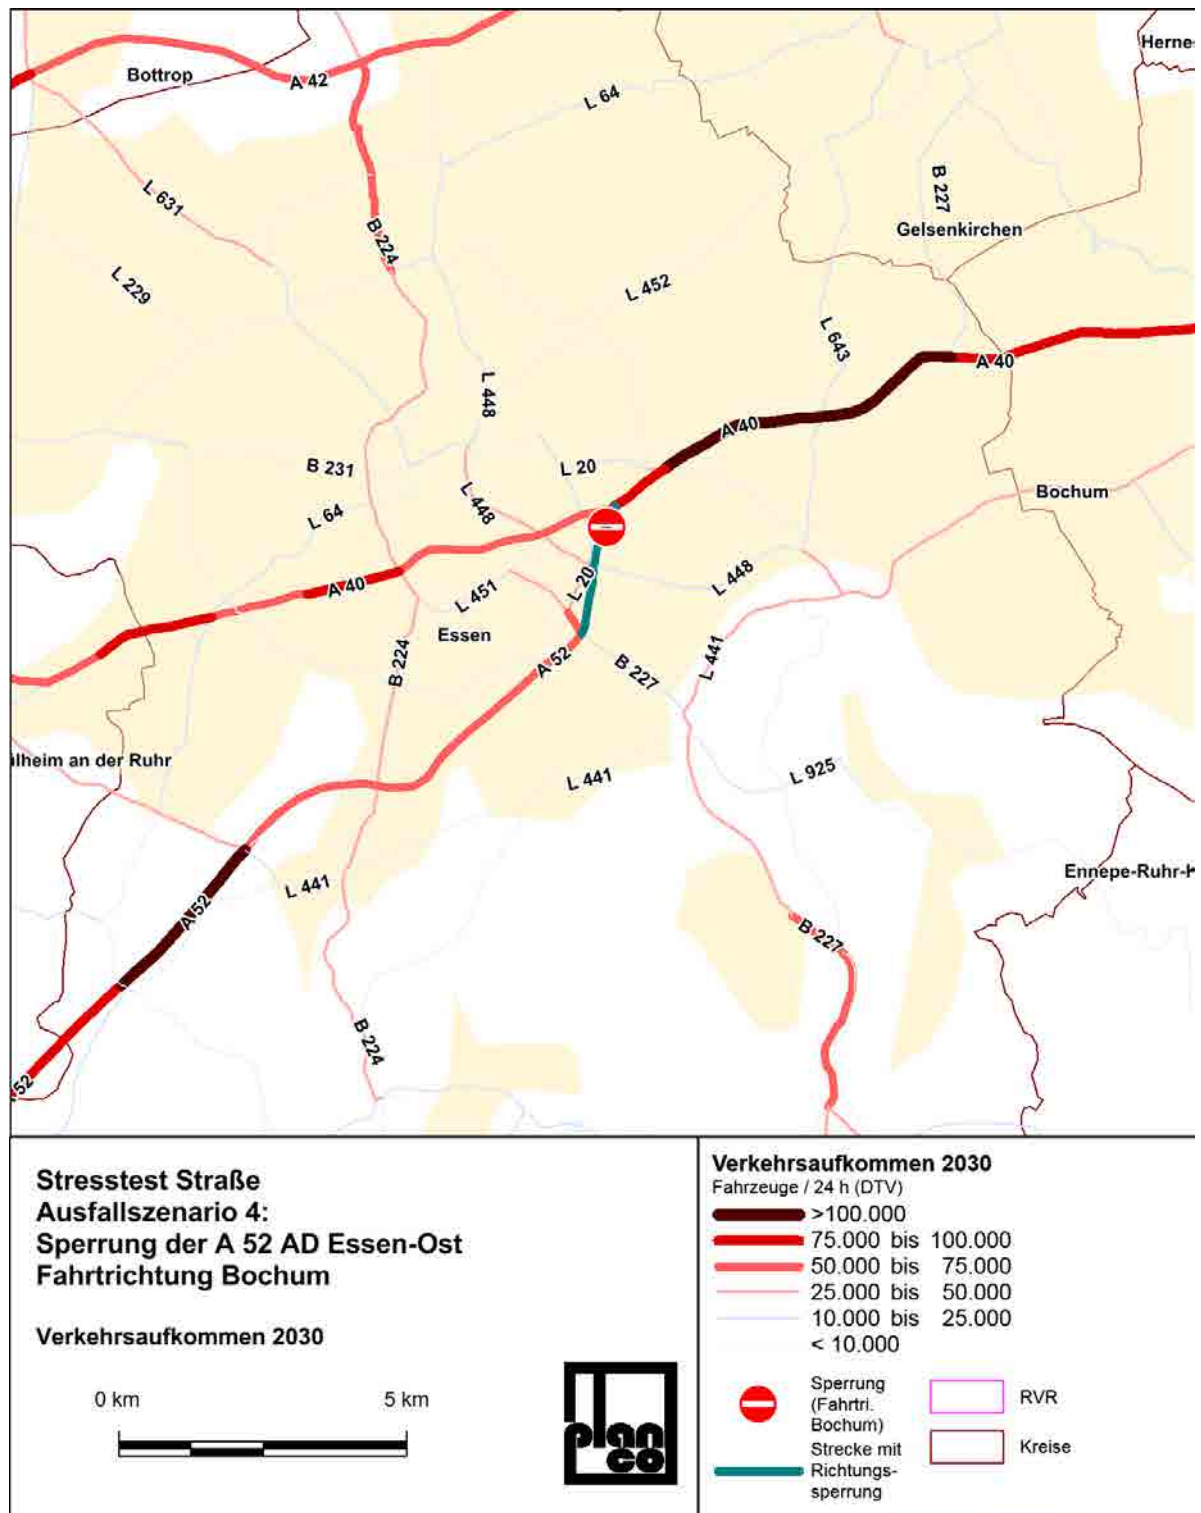 Herne
Bottrop
A 42
L 64
L 631
B 227
Gelsenkirchen
B 224
L 229
L 452
L 643
A 40
L 448
A 40
B 231
L 20
Bochum
L 448
L 64
A 40
L 451
L 20
L 448
Essen
B 224
A 52
B 227
L 441
ülheim an der Ruhr
L 441
L 925
L 441
Ennepe-Ruhr-K
A 52
B 227
B 224
52
Stresstest Straße
Ausfallszenario 4:
Sperrung der A 52 AD Essen-Ost
Fahrtrichtung Bochum
Verkehrsaufkommen 2030
0 km 5 km
plan
co
Verkehrsaufkommen 2030
Fahrzeuge / 24 h (DTV)
>100.000
75.000 bis 100.000
50.000 bis 75.000
25.000 bis 50.000
10.000 bis 25.000
< 10.000
Sperrung
(Fahrtri.
Bochum)
Strecke mit
Richtungs-
sperrung
RVR
Kreise